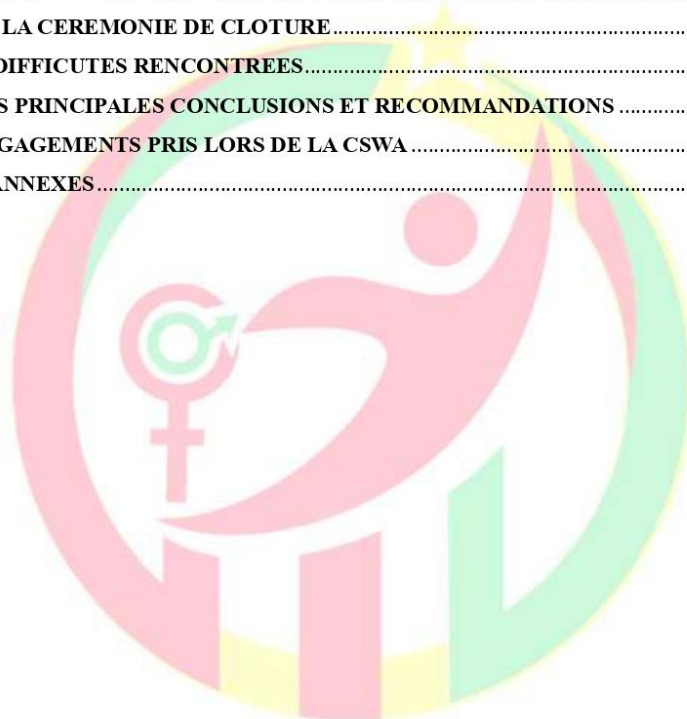 LA CEREMONIE DE CLOTURE
DIFFICUTES RENCONTREES
S PRINCIPALES CONCLUSIONS ET RECOMMANDATIONS
GAGEMENTS PRIS LORS DE LA CSWA
ANNEXES